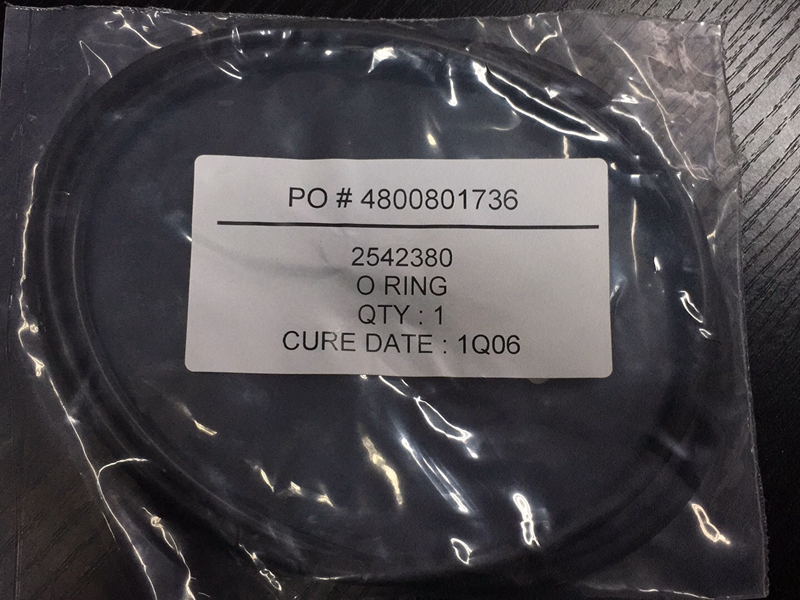 PO # 4800801736
2542380
O RING
QTY : 1
CURE DATE : 1Q06